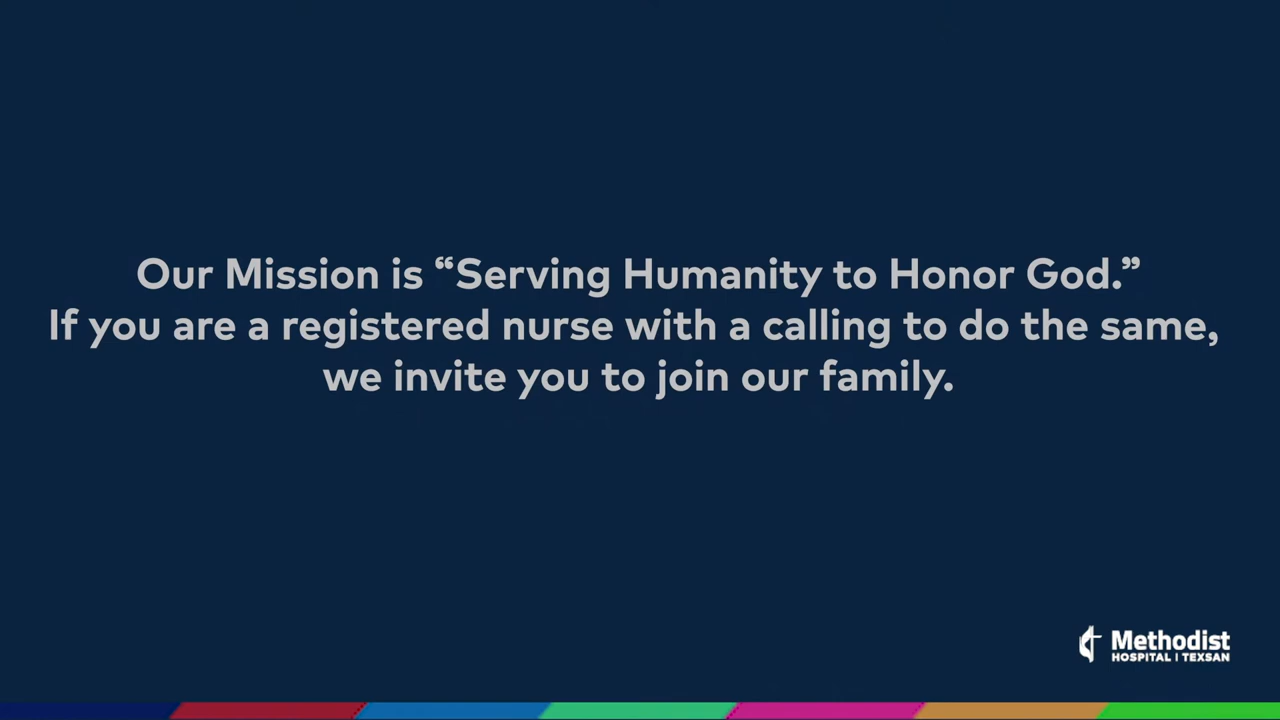 Our Mission is “Serving Humanity to Honor God.”
If you are a registered nurse with a calling to do the same,
we invite you to join our family.
Methodist
HOSPITAL | TEXSAN